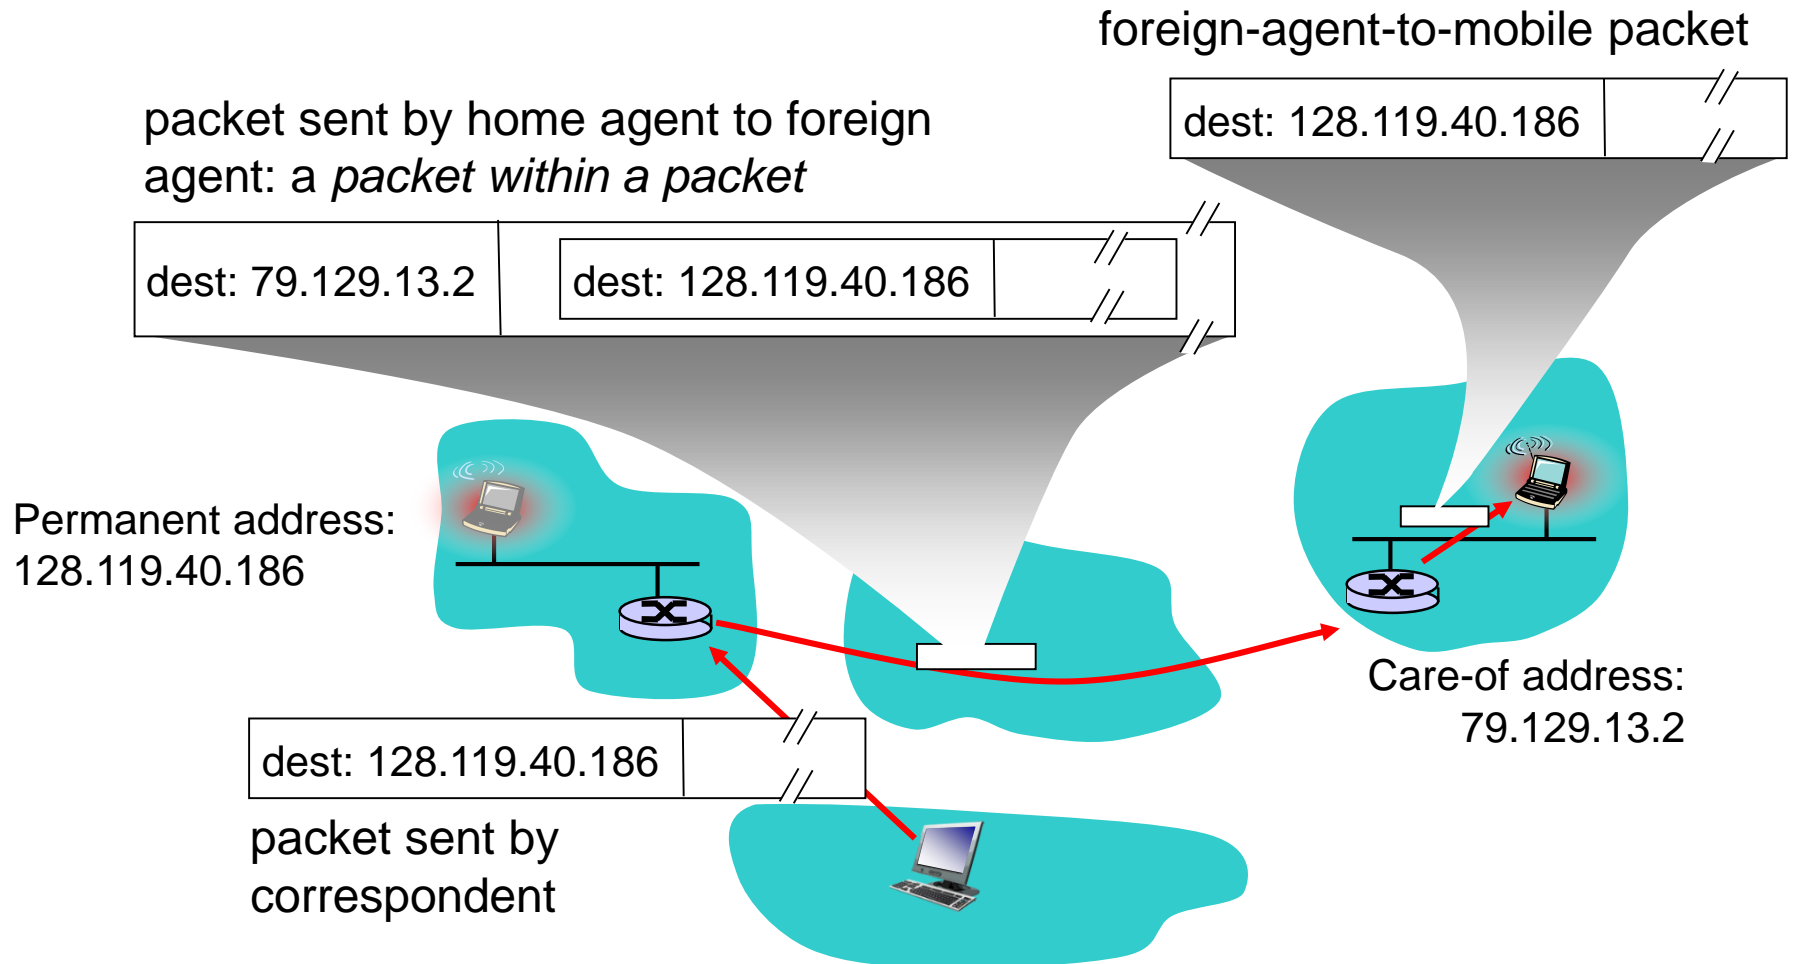 foreign-agent-to-mobile packet
dest: 128.119.40.186
packet sent by home agent to foreign
agent: a packet within a packet
dest: 79.129.13.2
dest: 128.119.40.186
Permanent address:
128.119.40.186
Care-of address:
79.129.13.2
dest: 128.119.40.186
packet sent by
correspondent